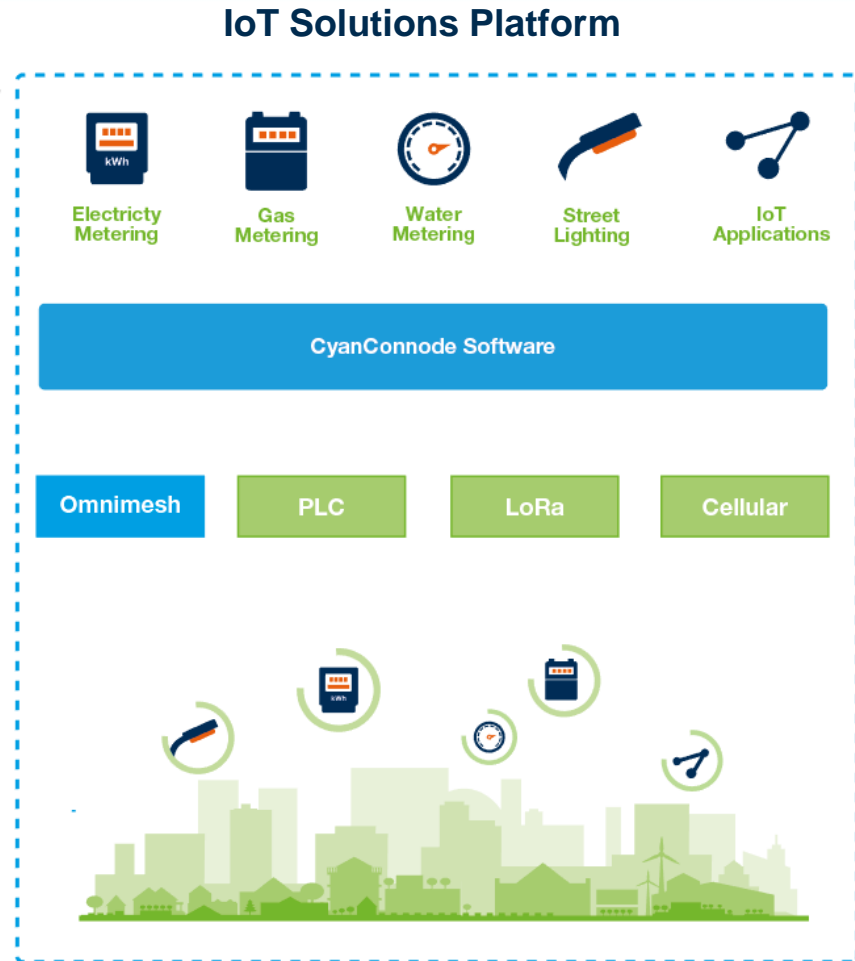 IoT Solutions Platform
kWh
Electricty
Metering
Gas
Metering
Water
Metering
Street
Lighting
IoT
Applications
CyanConnode Software
Omnimesh
PLC
LoRa
Cellular
kWh